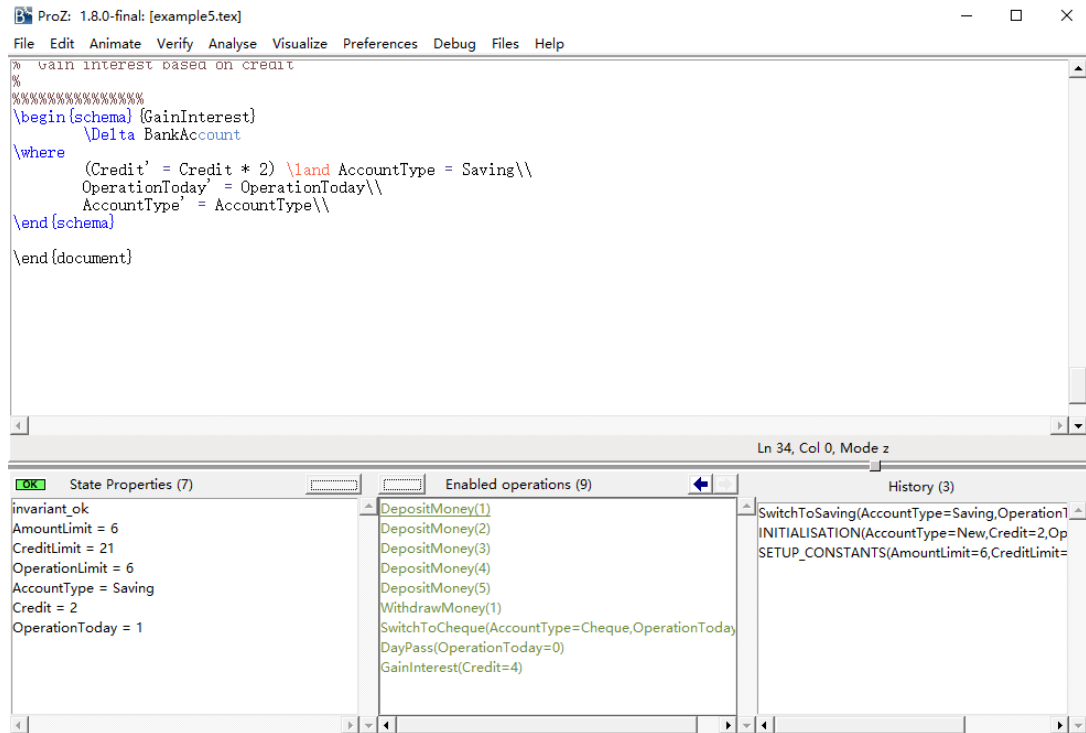 ProZ: 1.8.0-final: [example5.tex]
File Edit Animate Verify Analyse Visualize Preferences Debug Files Help
% Gain interest based on credit
%
%%%%%%%%%%%%%%%
\begin{schema}{GainInterest}
\Delta BankAccount
\where
(Credit' = Credit * 2) \land AccountType = Saving\\
OperationToday' = OperationToday\\
AccountType' = AccountType\\
\end{schema}
\end{document}
Ln 34, Col 0, Mode z
OK State Properties (7)
invariant_ok
AmountLimit = 6
CreditLimit = 21
OperationLimit = 6
AccountType = Saving
Credit = 2
OperationToday = 1
Enabled operations (9)
DepositMoney(1)
DepositMoney(2)
DepositMoney(3)
DepositMoney(4)
DepositMoney(5)
WithdrawMoney(1)
SwitchToCheque(AccountType=Cheque,OperationToday
DayPass(OperationToday=0)
GainInterest(Credit=4)
History (3)
SwitchToSaving(AccountType=Saving,OperationT
INITIALISATION(AccountType=New,Credit=2,Op
SETUP_CONSTANTS(AmountLimit=6,CreditLimit=